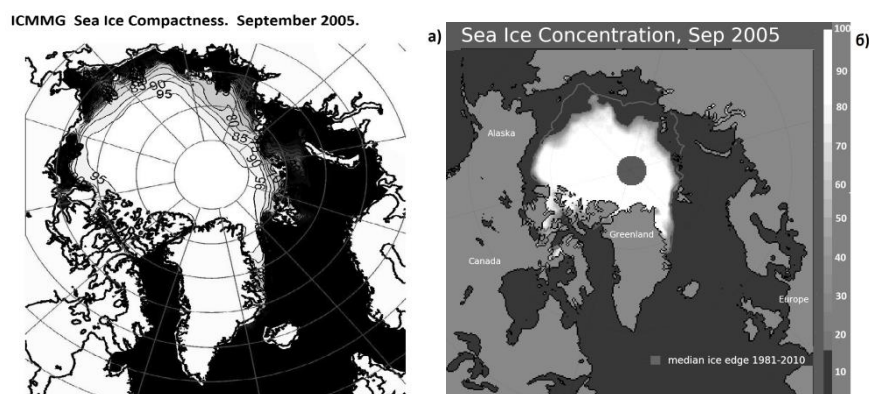 ICMMG Sea Ice Compactness. September 2005.
а)
Sea Ice Concentration, Sep 2005
б)
100
90
80
70
60
50
40
30
20
10
Alaska
Canada
Greenland
Europe
median ice edge 1981-2010
90
95
95
90
85
95